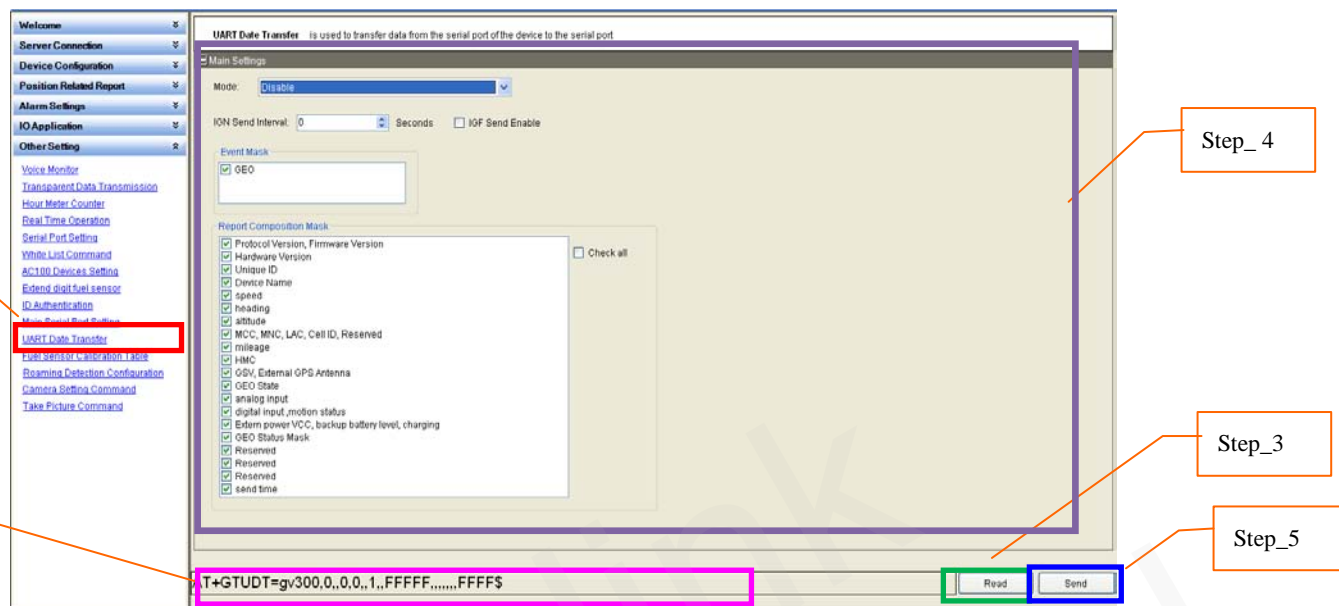 Welcome
Server Connection
Device Configuration
Position Related Report
Alarm Settings
IO Application
Other Setting
Voice Monitor
Transparent Data Transmission
Hour Meter Counter
Real Time Operation
Serial Port Setting
White List Command
AC100 Devices Setting
Extend digit fuel sensor
ID Authentication
Main Serial Port Setting
UART Date Transfer
Fuel Sensor Calibration Table
Roaming Detection Configuration
Camera Setting Command
Take Picture Command
UART Date Transfer is used to transfer data from the serial port of the device to the serial port
Main Settings
Mode: Disable
IGN Send Interval: 0 Seconds IGF Send Enable
Event Mask
GEO
Report Composition Mask
Protocol Version, Firmware Version
Hardware Version
Unique ID
Device Name
speed
heading
altitude
MCC, MNC, LAC, Cell ID, Reserved
mileage
HMC
GSV, External GPS Antenna
GEO State
analog input
digital input ,motion status
Extern power VCC, backup battery level, charging
GEO Status Mask
Reserved
Reserved
Reserved
send time
Check all
AT+GTUDT=gv300,0,,0,0,,1,,FFFFF,,,,,,,FFFF$
Read
Send
Step_ 4
Step_3
Step_5